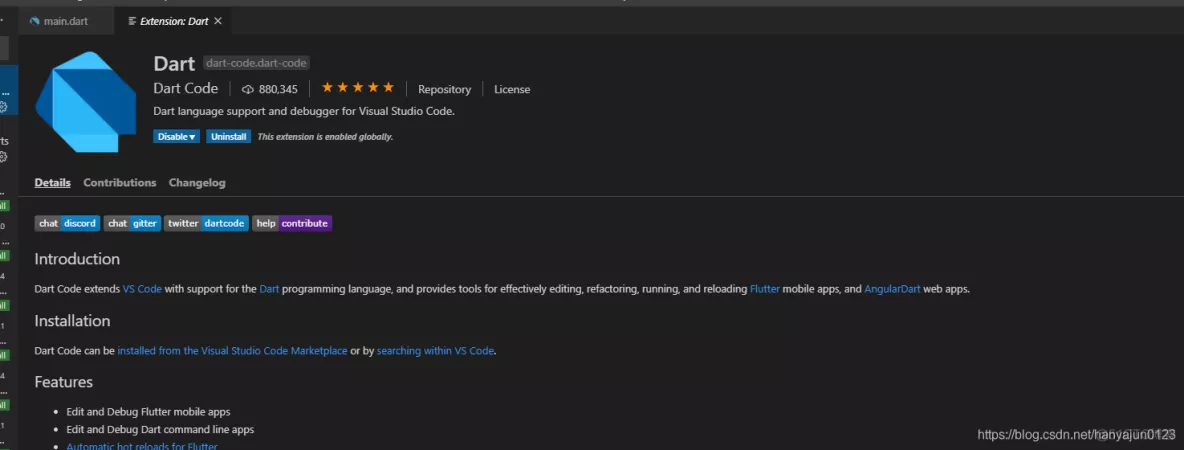 main.dart
Extension: Dart
Dart dart-code.dart-code
Dart Code 880,345 Repository License
Dart language support and debugger for Visual Studio Code.
Disable Uninstall This extension is enabled globally.
Details Contributions Changelog
chat discord chat gitter twitter dartcode help contribute
Introduction
Dart Code extends VS Code with support for the Dart programming language, and provides tools for effectively editing, refactoring, running, and reloading Flutter mobile apps, and AngularDart web apps.
Installation
Dart Code can be installed from the Visual Studio Code Marketplace or by searching within VS Code.
Features
Edit and Debug Flutter mobile apps
Edit and Debug Dart command line apps
Automatic hot reloads for Flutter
https://blog.csdn.net/hanyajun0123